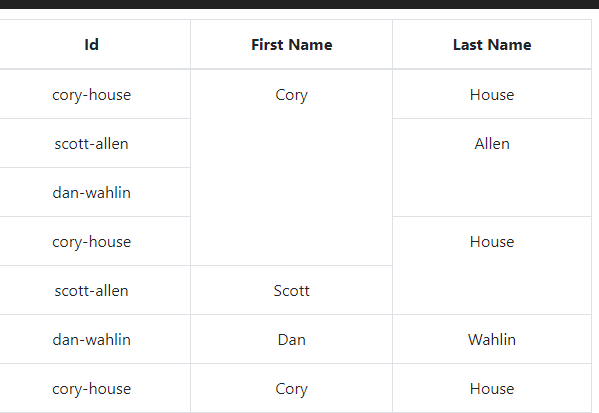 Id First Name Last Name
cory-house Cory House
scott-allen Allen
dan-wahlin
cory-house House
scott-allen Scott
dan-wahlin Dan Wahlin
cory-house Cory House